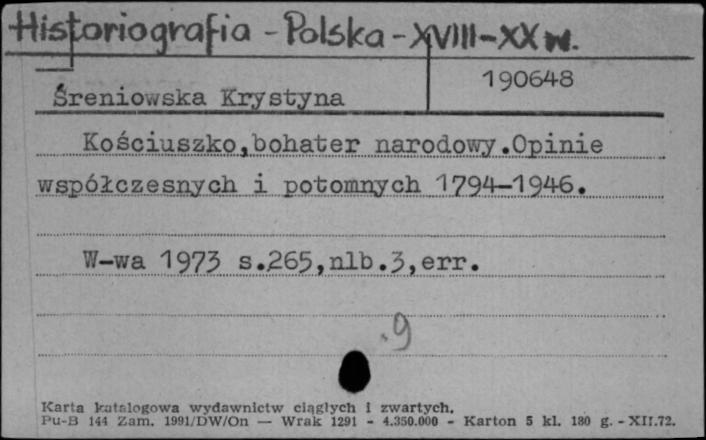 Historiografia - Polska - XVIII-XX w.
190648
Śreniowska Krystyna
Kościuszko,bohater narodowy.Opinie
współczesnych i potomnych 1794-1946.
W-wa 1973 s.265,nlb.3,err.
.9
Karta katalogowa wydawnictw ciągłych i zwartych.
Pu-B 144 Zam. 1991/DW/On — Wrak 1291 - 4.350.000 - Karton 5 kl. 180 g. - XII.72.